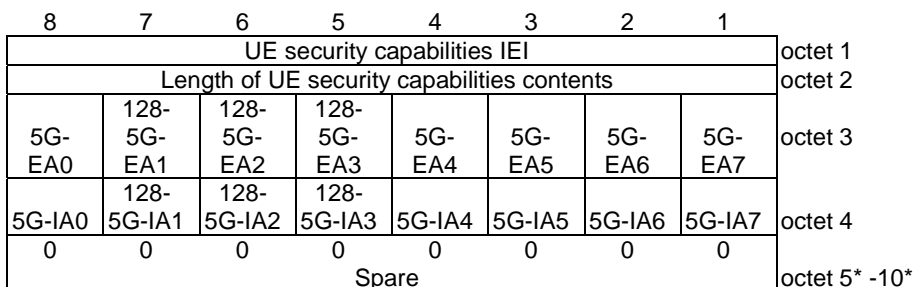 8 7 6 5 4 3 2 1
UE security capabilities IEI octet 1
Length of UE security capabilities contents octet 2
128- 128- 128-
5G- 5G- 5G- 5G- 5G- 5G- 5G- 5G- octet 3
EA0 EA1 EA2 EA3 EA4 EA5 EA6 EA7
128- 128- 128-
5G-IA0 5G-IA1 5G-IA2 5G-IA3 5G-IA4 5G-IA5 5G-IA6 5G-IA7 octet 4
0 0 0 0 0 0 0 0
Spare octet 5* -10*